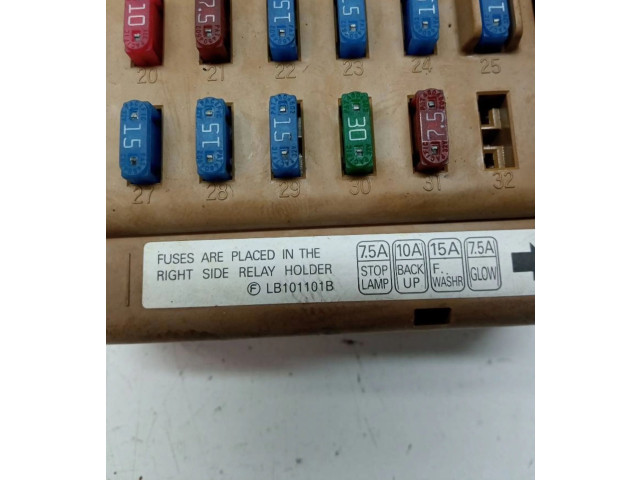 10 7.5 15 15 15 15
20 21 22 23 24 25
15 15 15 30 7.5
27 28 29 30 31 32
FUSES ARE PLACED IN THE
RIGHT SIDE RELAY HOLDER
Ⓕ LB101101B
7.5A 10A 15A 7.5A
STOP BACK F. GLOW
LAMP UP WASHR